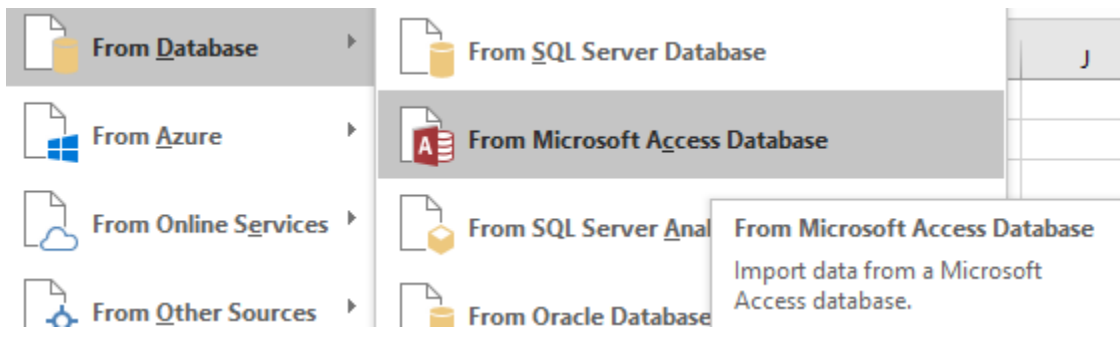 From Database
From SQL Server Database
J
From Azure
A
From Microsoft Access Database
From Online Services
From SQL Server Anal
From Microsoft Access Database
Import data from a Microsoft
Access database.
From Other Sources
From Oracle Database